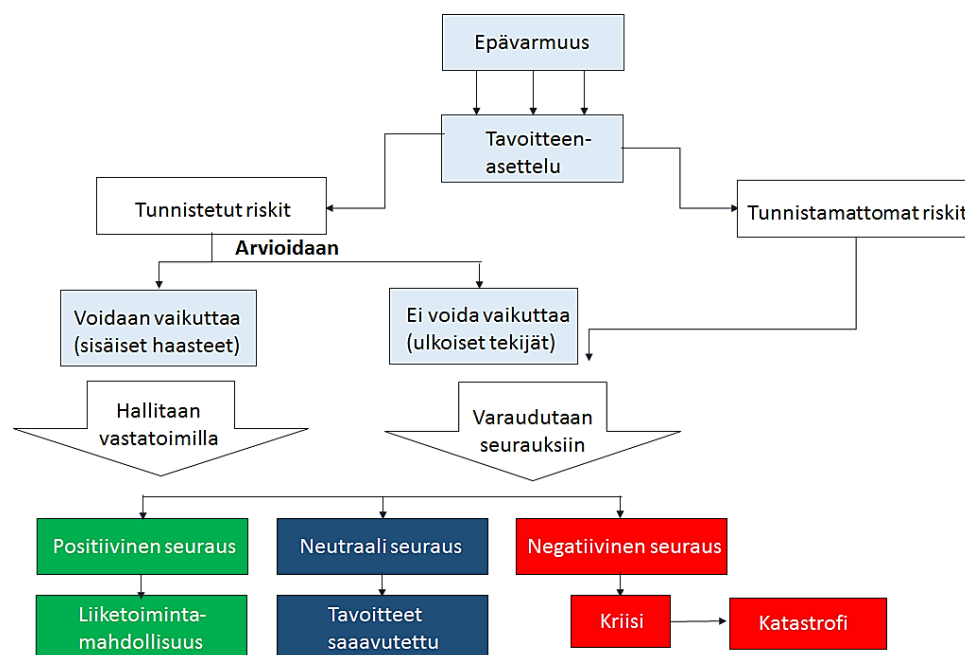 Epävarmuus
Tavoitteen-
asettelu
Tunnistetut riskit
Tunnistamattomat riskit
Arvioidaan
Voidaan vaikuttaa
(sisäiset haasteet)
Ei voida vaikuttaa
(ulkoiset tekijät)
Hallitaan
vastatoimilla
Varaudutaan
seurauksiin
Positiivinen seuraus
Neutraali seuraus
Negatiivinen seuraus
Liiketoiminta-
mahdollisuus
Tavoitteet
saaavutettu
Kriisi
Katastrofi